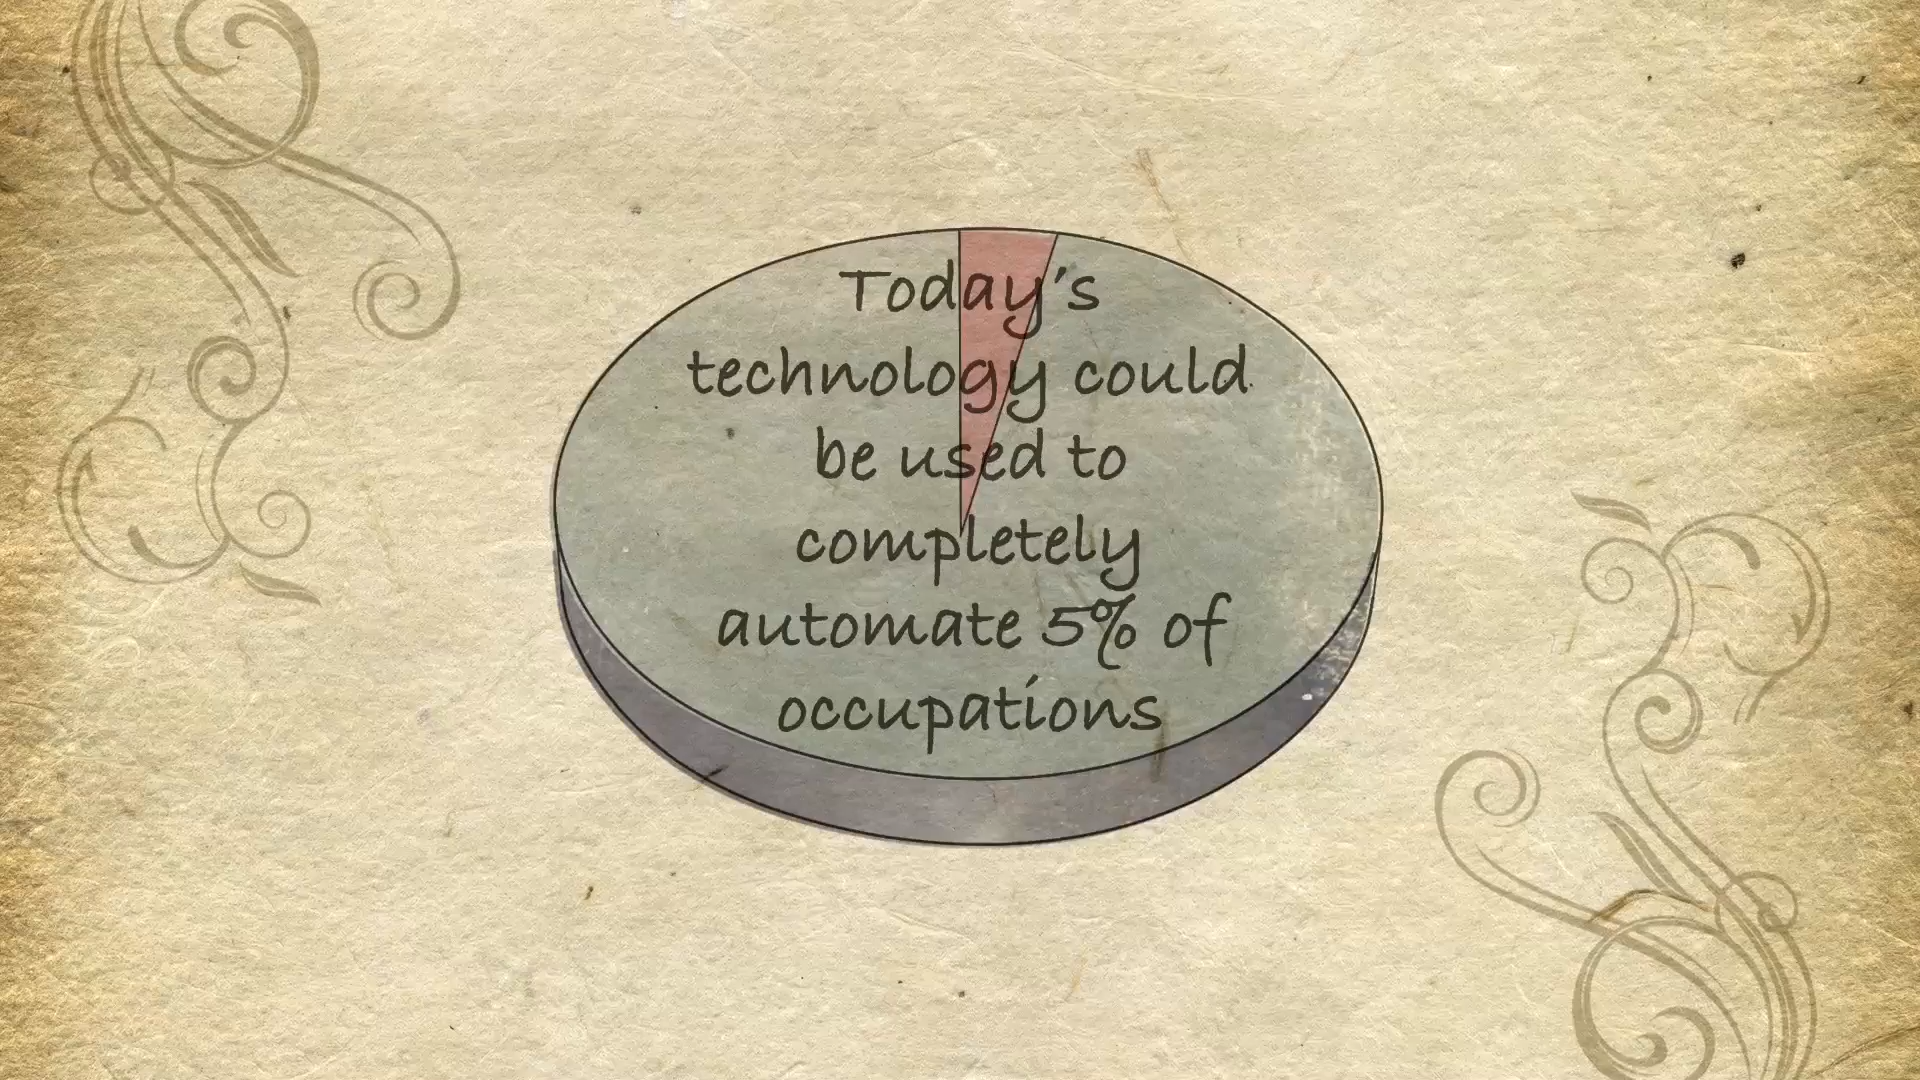 Today's
technology could
be used to
completely
automate 5% of
occupations